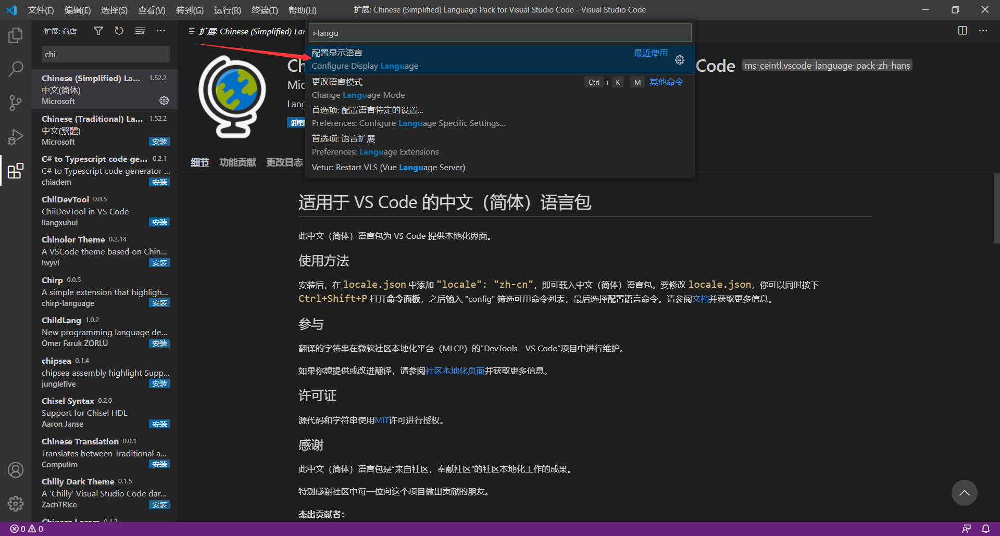 文件(F) 编辑(E) 选择(S) 查看(V) 转到(G) 运行(R) 终端(T) 帮助(H) 扩展: Chinese (Simplified) Language Pack for Visual Studio Code - Visual Studio Code
扩展: 商店
chi
Chinese (Simplified) La... 1.52.2
中文(简体)
Microsoft
Chinese (Traditional) La... 1.52.2
中文(繁體)
Microsoft 安装
C# to Typescript code ge... 0.2.1
C# to Typescript code generator ...
chiadem 安装
ChiiDevTool 0.0.5
ChiiDevTool in VS Code
liangxuhui 安装
Chinolor Theme 0.2.14
A VSCode theme based on Chin...
iwyvi 安装
Chirp 0.0.5
A simple extension that highligh...
chirp-language 安装
ChildLang 1.0.2
New programming language de...
Omer Faruk ZORLU 安装
chipsea 0.1.4
chipsea assembly highlight Supp...
junglefive 安装
Chisel Syntax 0.2.0
Support for Chisel HDL
Aaron Janse 安装
Chinese Translation 0.0.1
Translates between Traditional a...
Compulim 安装
Chilly Dark Theme 0.1.5
A 'Chilly' Visual Studio Code dar...
ZachTRice 安装
Chinese Lorem 0.1.2
扩展: Chinese (Simplified) Lan
>langu
配置显示语言 最近使用
Configure Display Language
更改语言模式 Ctrl + K M 其他命令
Change Language Mode
首选项: 配置语言特定的设置...
Preferences: Configure Language Specific Settings...
首选项: 语言扩展
Preferences: Language Extensions
Vetur: Restart VLS (Vue Language Server)
Ch Code ms-ceintl.vscode-language-pack-zh-hans
Mic
Lang
卸载
细节 功能贡献 更改日志
适用于 VS Code 的中文（简体）语言包
此中文（简体）语言包为 VS Code 提供本地化界面。
使用方法
安装后，在 locale.json 中添加 "locale": "zh-cn"，即可载入中文（简体）语言包。要修改 locale.json，你可以同时按下
Ctrl+Shift+P 打开命令面板，之后输入 "config" 筛选可用命令列表，最后选择配置语言命令。请参阅文档并获取更多信息。
参与
翻译的字符串在微软社区本地化平台（MLCP）的"DevTools - VS Code"项目中进行维护。
如果你想提供或改进翻译，请参阅社区本地化页面并获取更多信息。
许可证
源代码和字符串使用MIT许可进行授权。
感谢
此中文（简体）语言包是“来自社区，奉献社区”的社区本地化工作的成果。
特别感谢社区中每一位向这个项目做出贡献的朋友。
杰出贡献者：
0 0